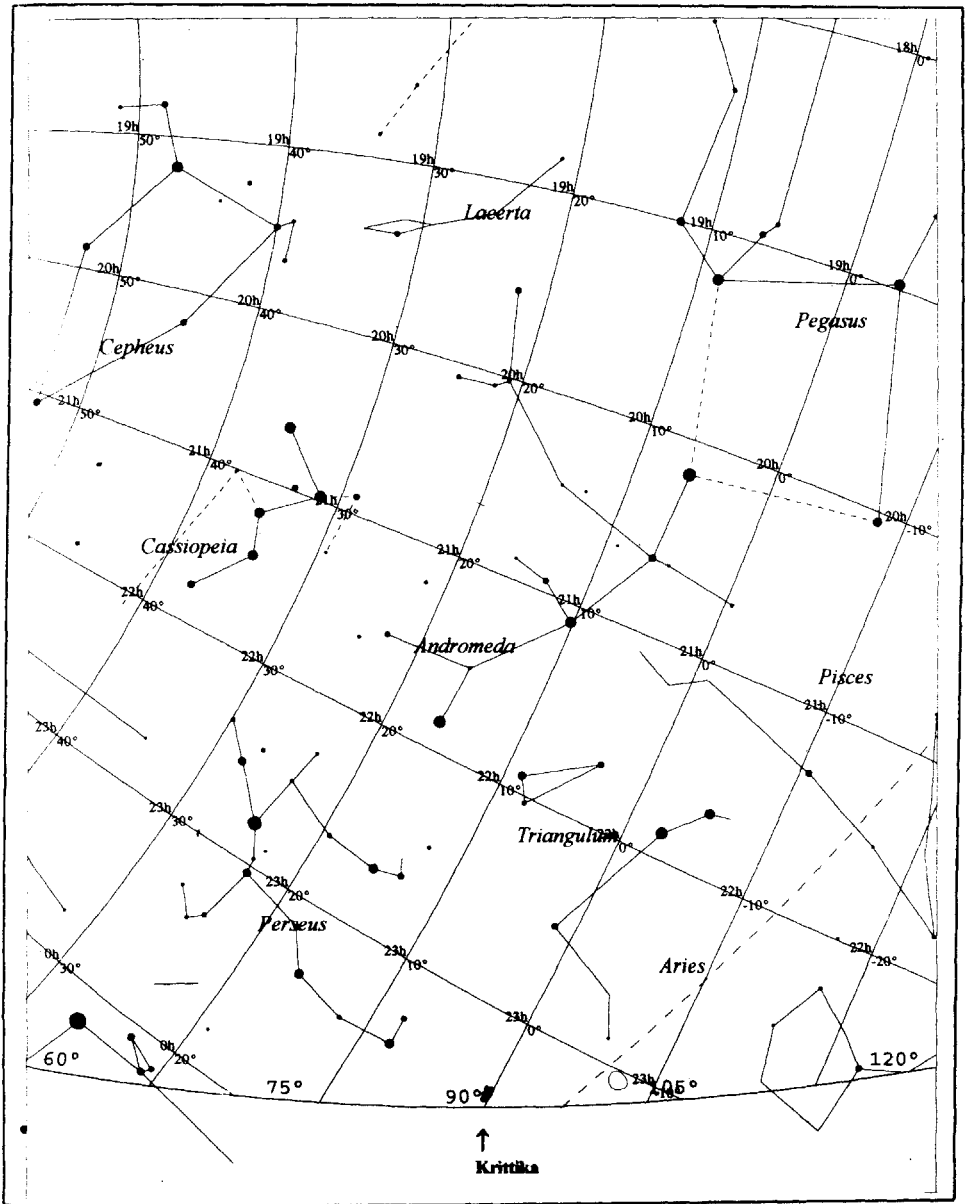 18h
0°
19h
50°
19h
40°
19h
30°
19h
20°
19h
10°
19h
0°
Lacerta
Pegasus
20h
50°
20h
40°
20h
30°
20h
20°
20h
10°
20h
0°
20h
-10°
Cepheus
21h
50°
21h
40°
21h
30°
21h
20°
21h
10°
21h
0°
21h
-10°
Cassiopeia
Andromeda
Pisces
22h
40°
22h
30°
22h
20°
22h
10°
22h
0°
22h
-10°
22h
-20°
Triangulum
23h
40°
23h
30°
23h
20°
23h
10°
23h
0°
23h
-10°
Perseus
Aries
0h
30°
0h
20°
60°
75°
90°
105°
120°
Krittika